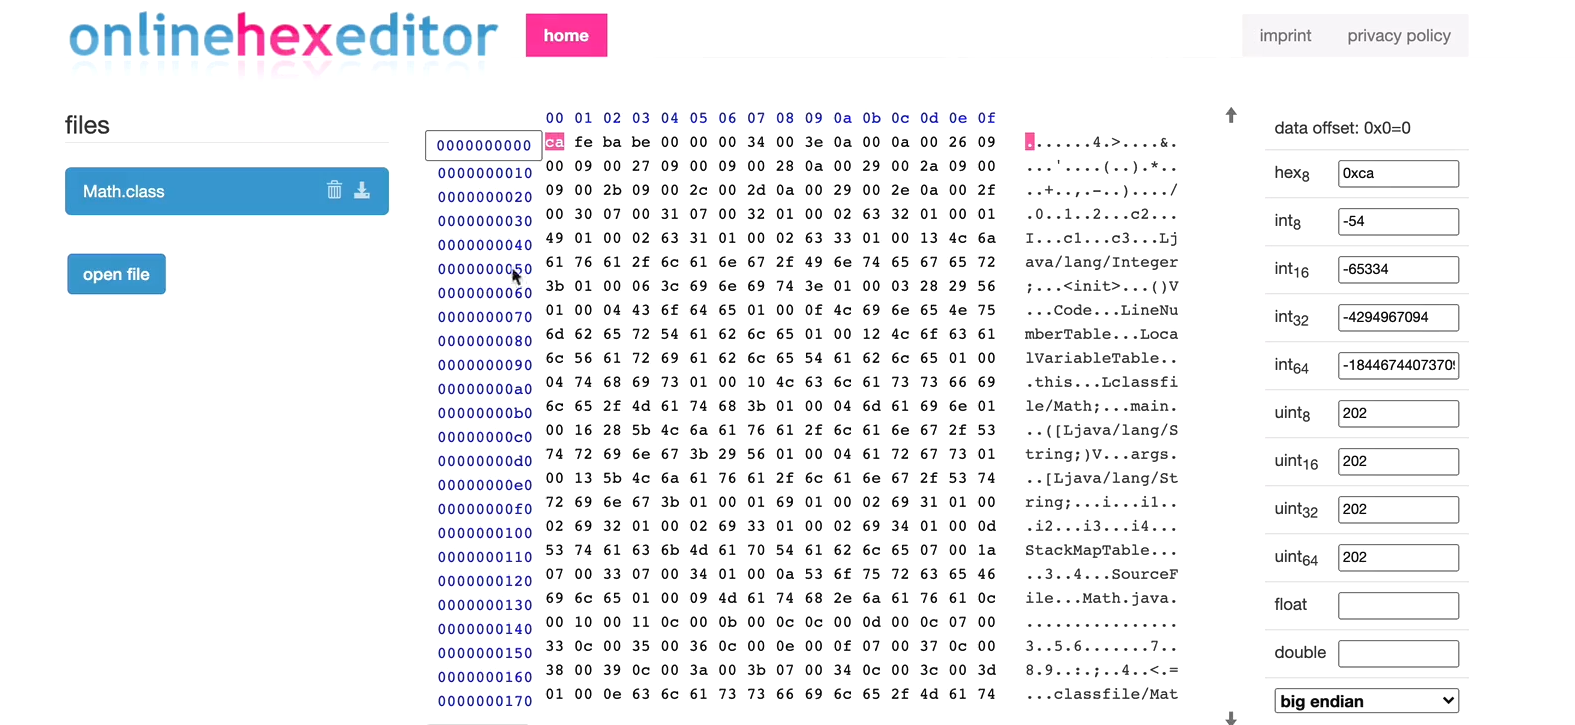 onlinehexeditor home imprint privacy policy
files
Math.class
open file
00 01 02 03 04 05 06 07 08 09 0a 0b 0c 0d 0e 0f
0000000000 ca fe ba be 00 00 00 34 00 3e 0a 00 0a 00 26 09 .......4.>....&.
0000000010 00 09 00 27 09 00 09 00 28 0a 00 29 00 2a 09 00 ...'....(..).*..
0000000020 09 00 2b 09 00 2c 00 2d 0a 00 29 00 2e 0a 00 2f ..+..,.-..)..../
0000000030 00 30 07 00 31 07 00 32 01 00 02 63 32 01 00 01 .0..1..2...c2...
0000000040 49 01 00 02 63 31 01 00 02 63 33 01 00 13 4c 6a I...c1...c3...Lj
0000000050 61 76 61 2f 6c 61 6e 67 2f 49 6e 74 65 67 65 72 ava/lang/Integer
0000000060 3b 01 00 06 3c 69 6e 69 74 3e 01 00 03 28 29 56 ;...<init>...()V
0000000070 01 00 04 43 6f 64 65 01 00 0f 4c 69 6e 65 4e 75 ...Code...LineNu
0000000080 6d 62 65 72 54 61 62 6c 65 01 00 12 4c 6f 63 61 mberTable...Loca
0000000090 6c 56 61 72 69 61 62 6c 65 54 61 62 6c 65 01 00 lVariableTable..
00000000a0 04 74 68 69 73 01 00 10 4c 63 6c 61 73 73 66 69 .this...Lclassfi
00000000b0 6c 65 2f 4d 61 74 68 3b 01 00 04 6d 61 69 6e 01 le/Math;...main.
00000000c0 00 16 28 5b 4c 6a 61 76 61 2f 6c 61 6e 67 2f 53 ..([Ljava/lang/S
00000000d0 74 72 69 6e 67 3b 29 56 01 00 04 61 72 67 73 01 tring;)V...args.
00000000e0 00 13 5b 4c 6a 61 76 61 2f 6c 61 6e 67 2f 53 74 ..[Ljava/lang/St
00000000f0 72 69 6e 67 3b 01 00 01 69 01 00 02 69 31 01 00 ring;...i...i1..
0000000100 02 69 32 01 00 02 69 33 01 00 02 69 34 01 00 0d .i2...i3...i4...
0000000110 53 74 61 63 6b 4d 61 70 54 61 62 6c 65 07 00 1a StackMapTable...
0000000120 07 00 33 07 00 34 01 00 0a 53 6f 75 72 63 65 46 ..3..4...SourceF
0000000130 69 6c 65 01 00 09 4d 61 74 68 2e 6a 61 76 61 0c ile...Math.java.
0000000140 00 10 00 11 0c 00 0b 00 0c 0c 00 0d 00 0c 07 00 ................
0000000150 33 0c 00 35 00 36 0c 00 0e 00 0f 07 00 37 0c 00 3..5.6.......7..
0000000160 38 00 39 0c 00 3a 00 3b 07 00 34 0c 00 3c 00 3d 8.9..:.;..4..<.=
0000000170 01 00 0e 63 6c 61 73 73 66 69 6c 65 2f 4d 61 74 ...classfile/Mat
data offset: 0x0=0
hex8 0xca
int8 -54
int16 -65334
int32 -4294967094
int64 -1844674407370
uint8 202
uint16 202
uint32 202
uint64 202
float
double
big endian